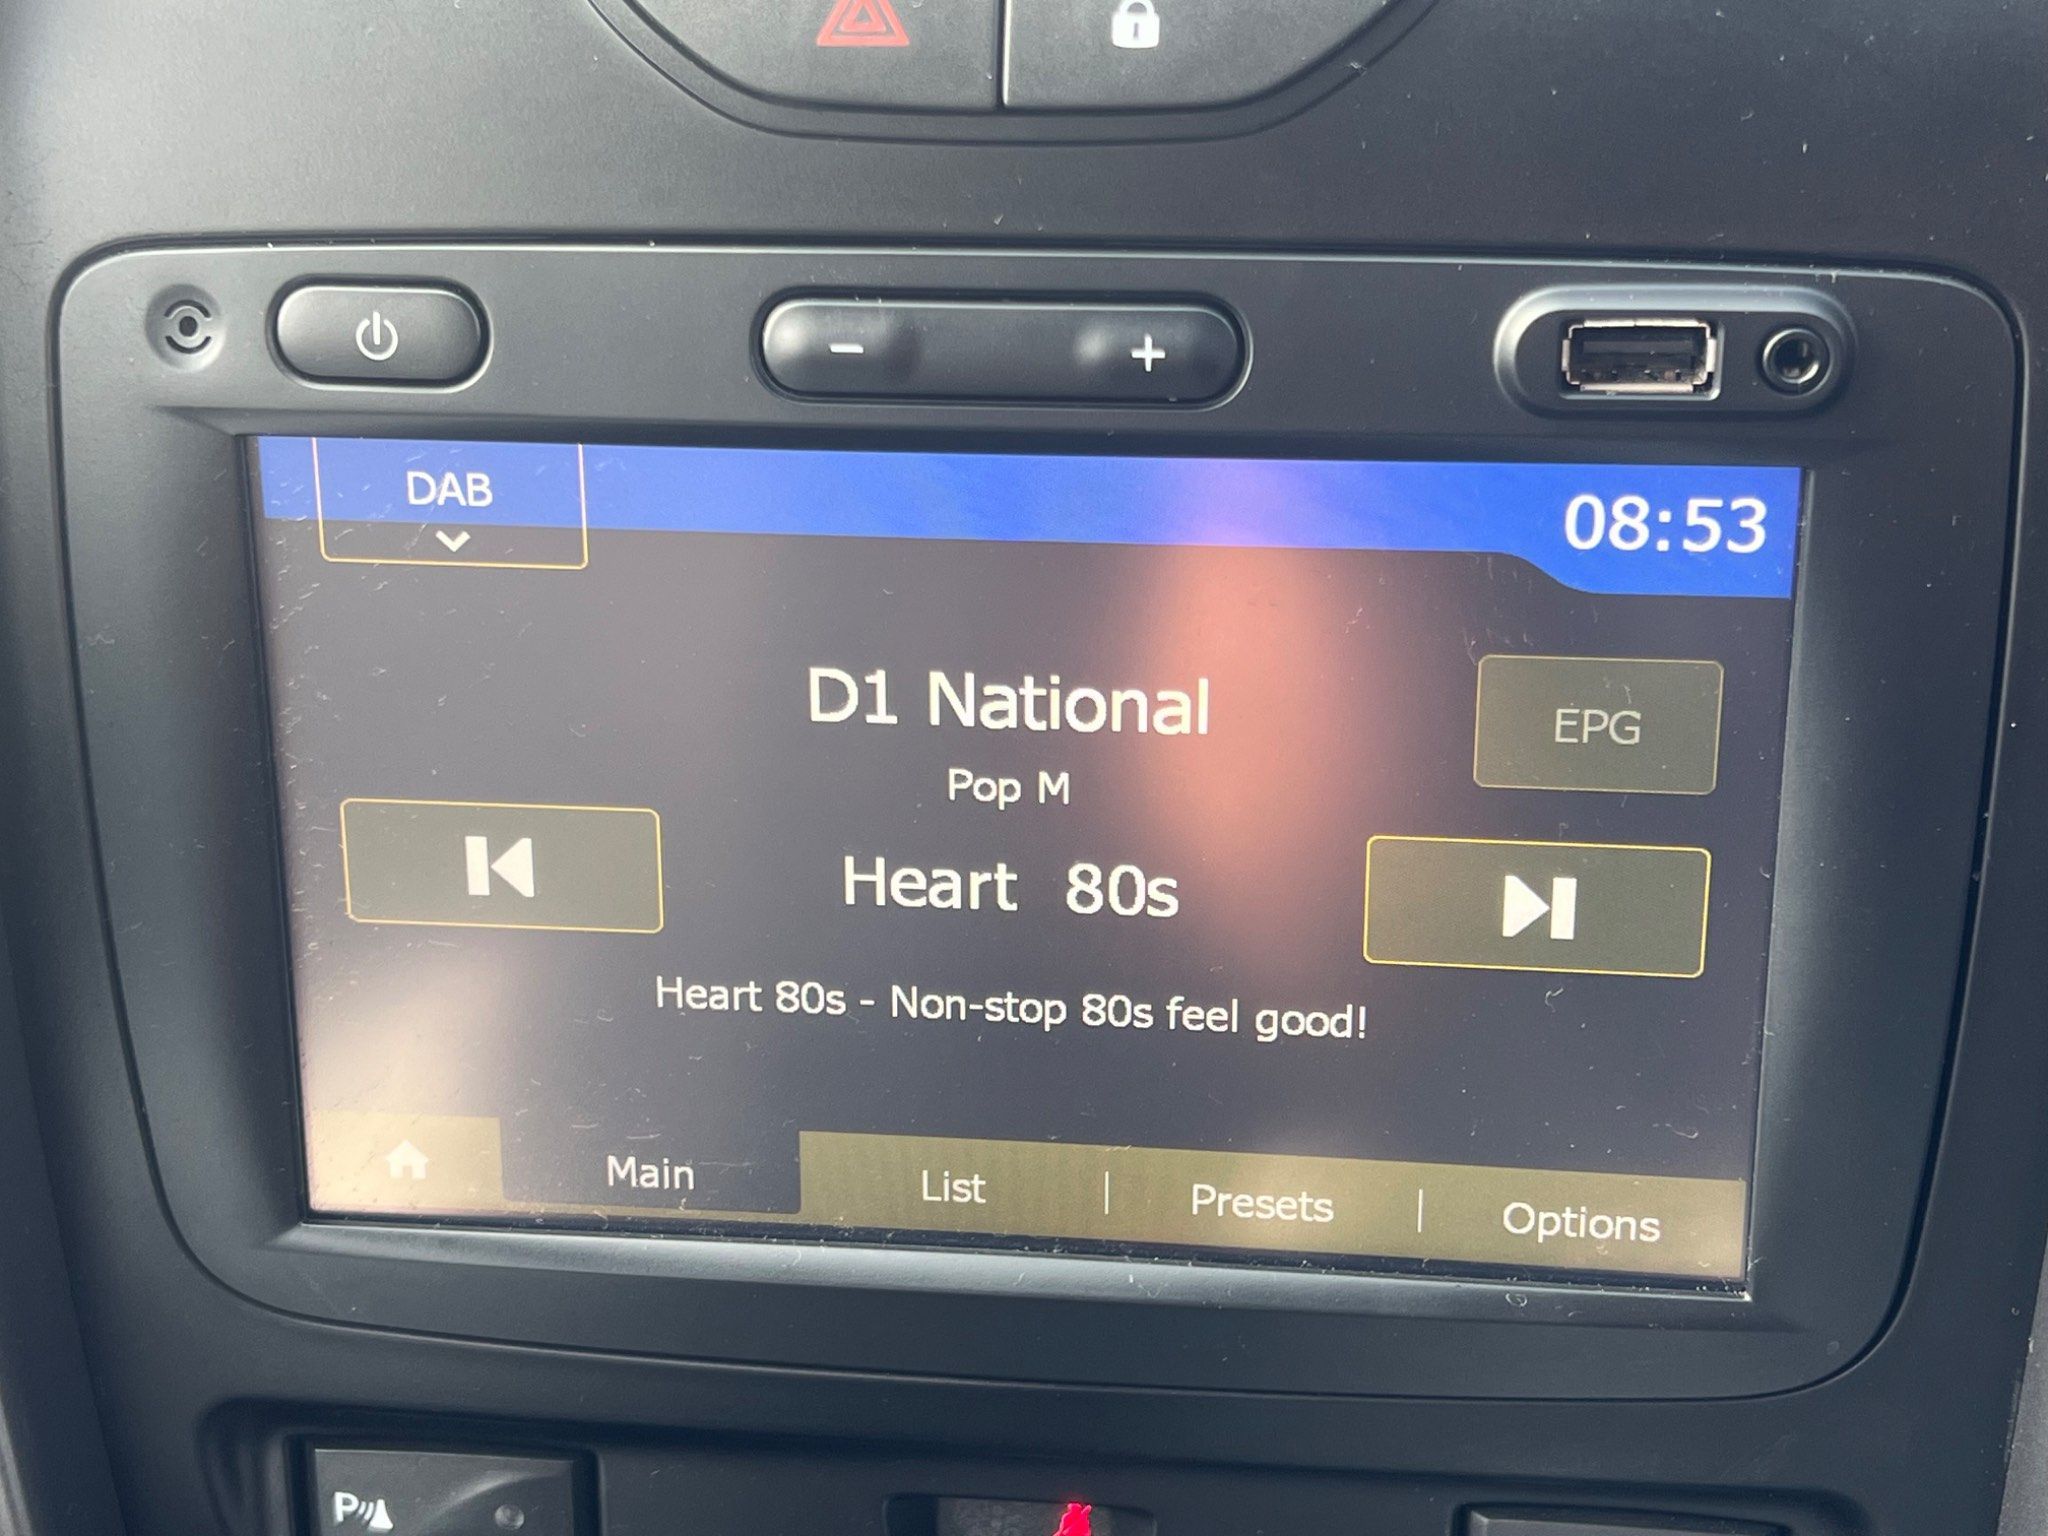 DAB
08:53
D1 National
EPG
Pop M
Heart 80s
Heart 80s - Non-stop 80s feel good!
Main
List | Presets | Options
P